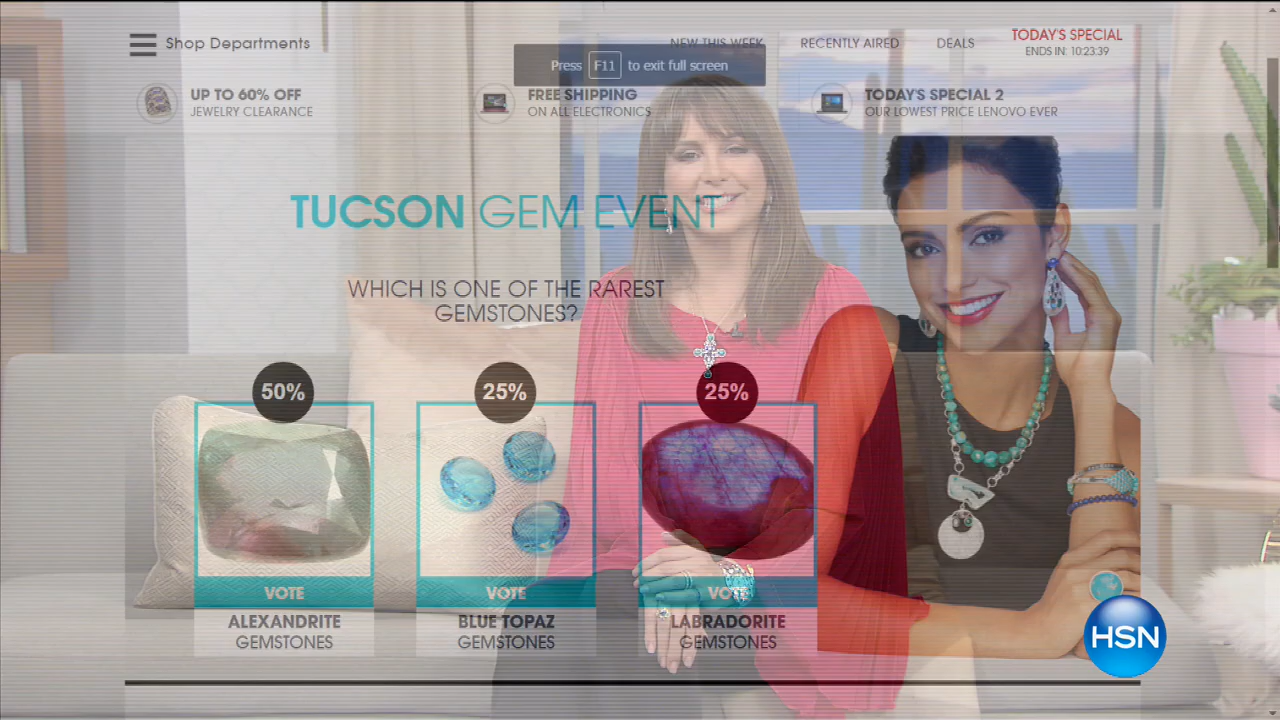 Shop Departments
NEW THIS WEEK
RECENTLY AIRED
DEALS
TODAY'S SPECIAL
ENDS IN: 10:23:39
Press F11 to exit full screen
UP TO 60% OFF
JEWELRY CLEARANCE
FREE SHIPPING
ON ALL ELECTRONICS
TODAY'S SPECIAL 2
OUR LOWEST PRICE LENOVO EVER
TUCSON GEM EVENT
WHICH IS ONE OF THE RAREST
GEMSTONES?
50%
25%
25%
VOTE
VOTE
VOTE
ALEXANDRITE
GEMSTONES
BLUE TOPAZ
GEMSTONES
LABRADORITE
GEMSTONES
HSN